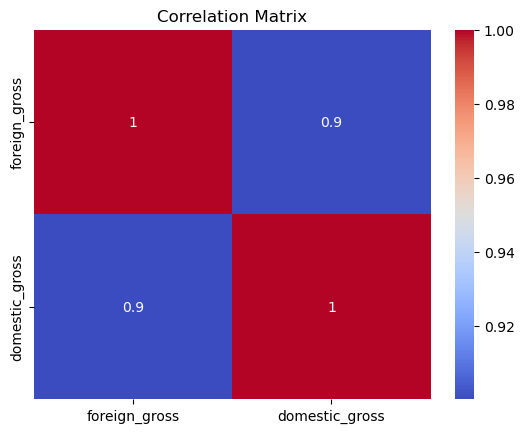 Correlation Matrix
foreign_gross
domestic_gross
1
0.9
0.9
1
foreign_gross
domestic_gross
1.00
0.98
0.96
0.94
0.92